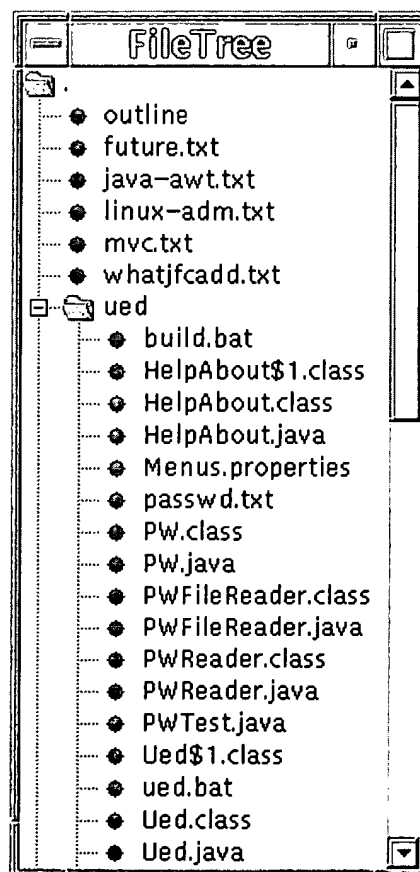 FileTree
.
outline
future.txt
java-awt.txt
linux-adm.txt
mvc.txt
whatjfcadd.txt
ued
build.bat
HelpAbout$1.class
HelpAbout.class
HelpAbout.java
Menus.properties
passwd.txt
PW.class
PW.java
PWFileReader.class
PWFileReader.java
PWReader.class
PWReader.java
PWTest.java
Ued$1.class
ued.bat
Ued.class
Ued.java